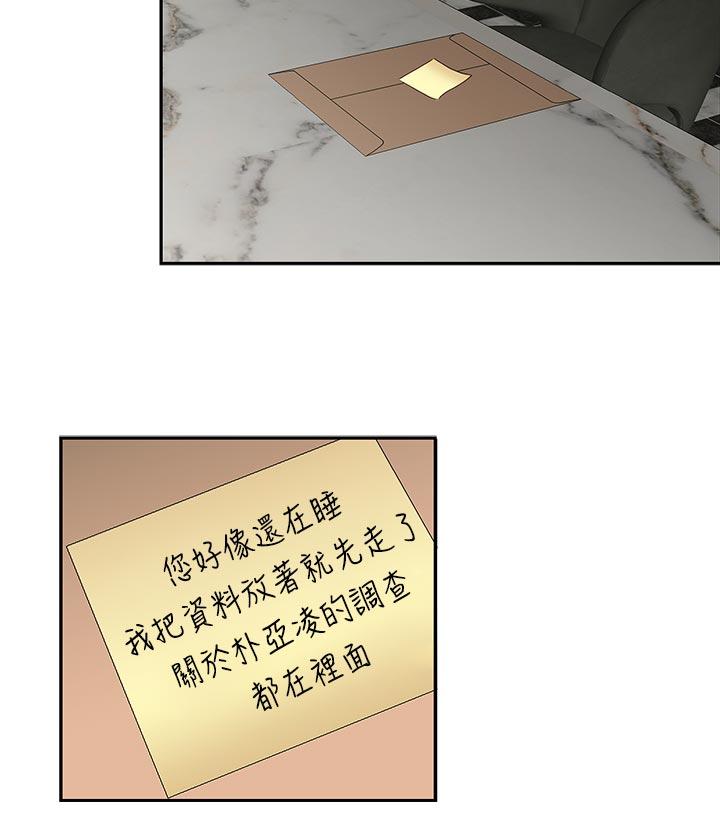 您好像還在睡
我把資料放著就先走了
關於朴亞凌的調查
都在裡面